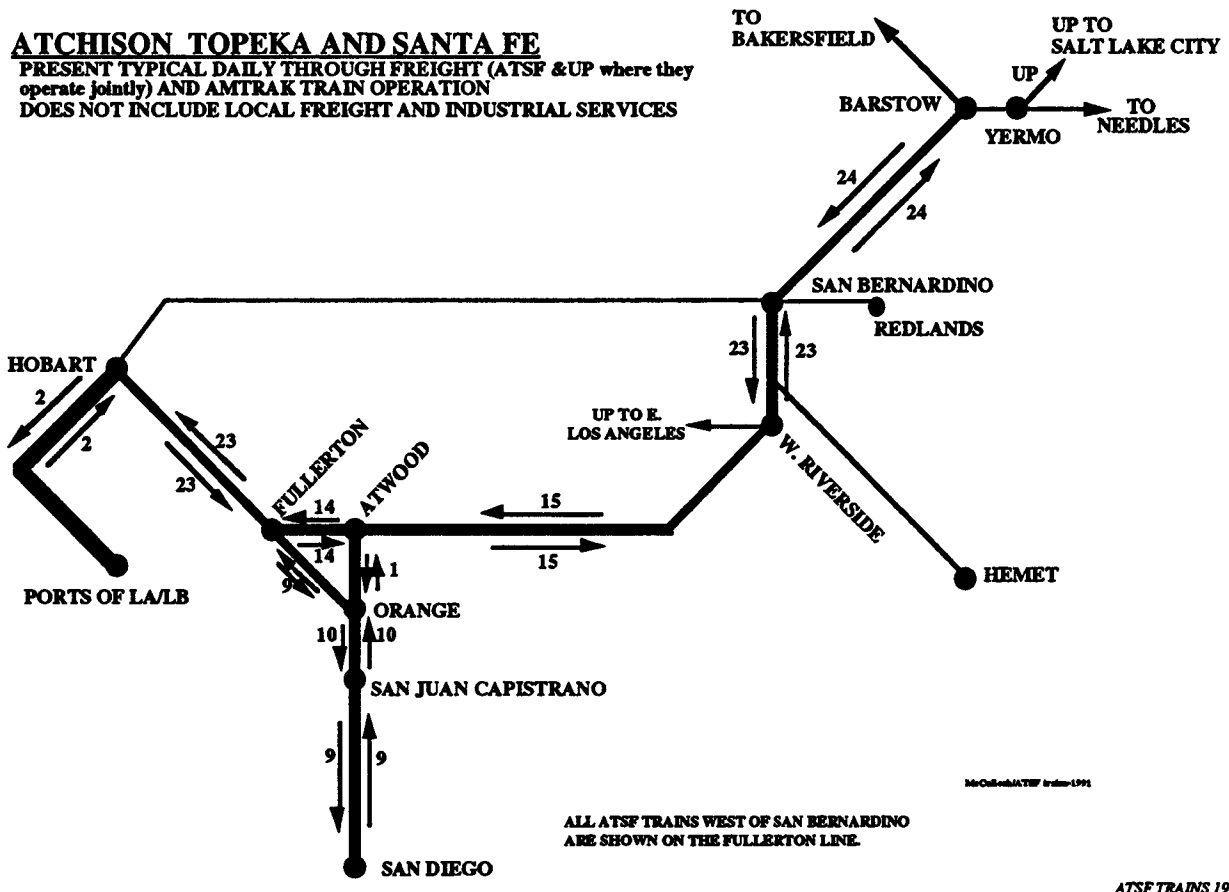 ATCHISON TOPEKA AND SANTA FE
PRESENT TYPICAL DAILY THROUGH FREIGHT (ATSF &UP where they
operate jointly) AND AMTRAK TRAIN OPERATION
DOES NOT INCLUDE LOCAL FREIGHT AND INDUSTRIAL SERVICES
TO
BAKERSFIELD
UP TO
SALT LAKE CITY
UP
BARSTOW
TO
NEEDLES
YERMO
24
24
SAN BERNARDINO
REDLANDS
HOBART
23
23
2
2
UP TO E.
LOS ANGELES
W. RIVERSIDE
23
23
FULLERTON
ATWOOD
14
14
15
15
PORTS OF LA/LB
9
1
HEMET
ORANGE
10
10
SAN JUAN CAPISTRANO
9
9
ALL ATSF TRAINS WEST OF SAN BERNARDINO
ARE SHOWN ON THE FULLERTON LINE.
SAN DIEGO
ATSF TRAINS 19